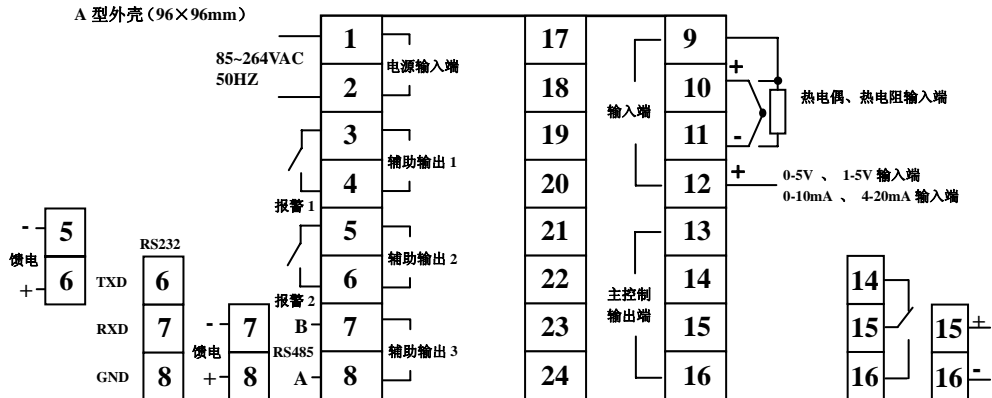 A 型外壳（96×96mm）
85~264VAC
50HZ
1
2
3
4
5
6
7
8
电源输入端
辅助输出 1
辅助输出 2
辅助输出 3
报警 1
报警 2
B
RS485
A
-
5
馈电
6
+
RS232
TXD
6
RXD
7
GND
8
-
7
馈电
+
8
17
18
19
20
21
22
23
24
输入端
主控制
输出端
9
10
11
12
13
14
15
16
+
-
+
热电偶、热电阻输入端
0-5V 、 1-5V 输入端
0-10mA 、 4-20mA 输入端
14
15
16
15
+
16
-